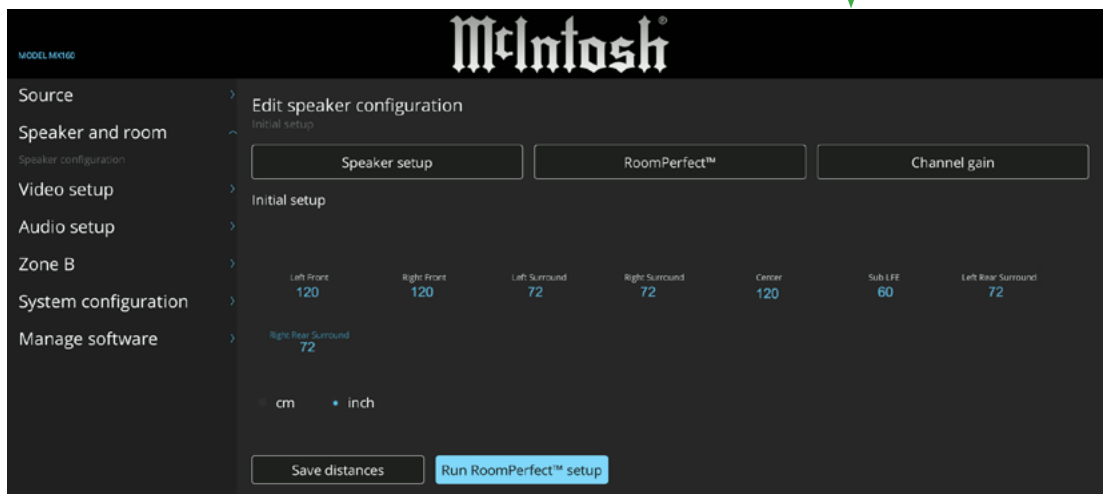 McIntosh®
MODEL MX160
Source
Speaker and room
Speaker configuration
Video setup
Audio setup
Zone B
System configuration
Manage software
Edit speaker configuration
Initial setup
Speaker setup RoomPerfect™ Channel gain
Initial setup
Left Front Right Front Left Surround Right Surround Center Sub LFE Left Rear Surround
120 120 72 72 120 60 72
Right Rear Surround
72
cm inch
Save distances Run RoomPerfect™ setup